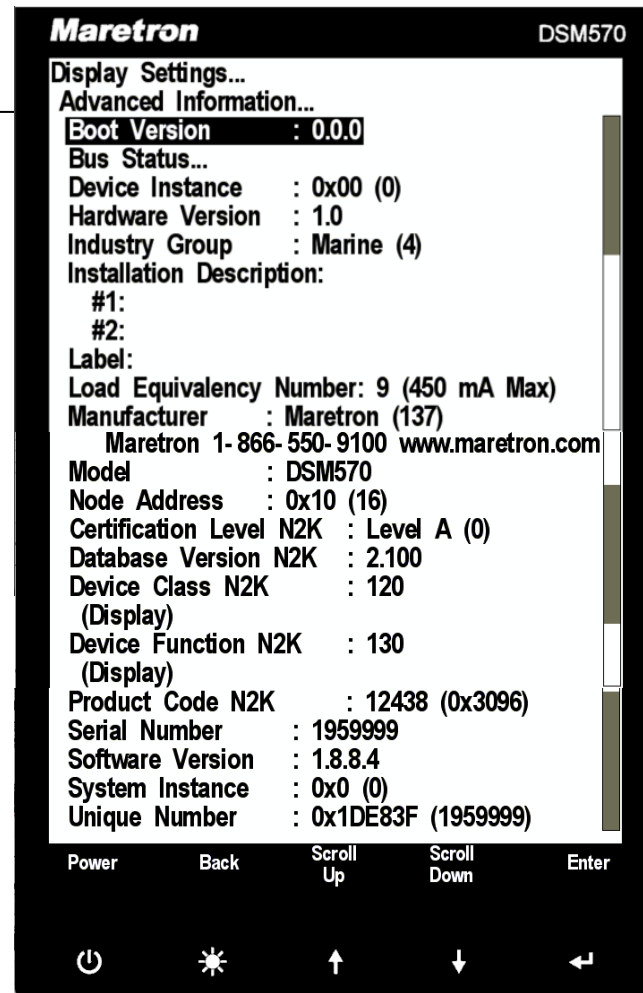 Maretron DSM570
Display Settings...
Advanced Information...
Boot Version : 0.0.0
Bus Status...
Device Instance : 0x00 (0)
Hardware Version : 1.0
Industry Group : Marine (4)
Installation Description:
#1:
#2:
Label:
Load Equivalency Number: 9 (450 mA Max)
Manufacturer : Maretron (137)
Maretron 1-866-550-9100 www.maretron.com
Model : DSM570
Node Address : 0x10 (16)
Certification Level N2K : Level A (0)
Database Version N2K : 2.100
Device Class N2K : 120
(Display)
Device Function N2K : 130
(Display)
Product Code N2K : 12438 (0x3096)
Serial Number : 1959999
Software Version : 1.8.8.4
System Instance : 0x0 (0)
Unique Number : 0x1DE83F (1959999)
Power Back Scroll Up Scroll Down Enter